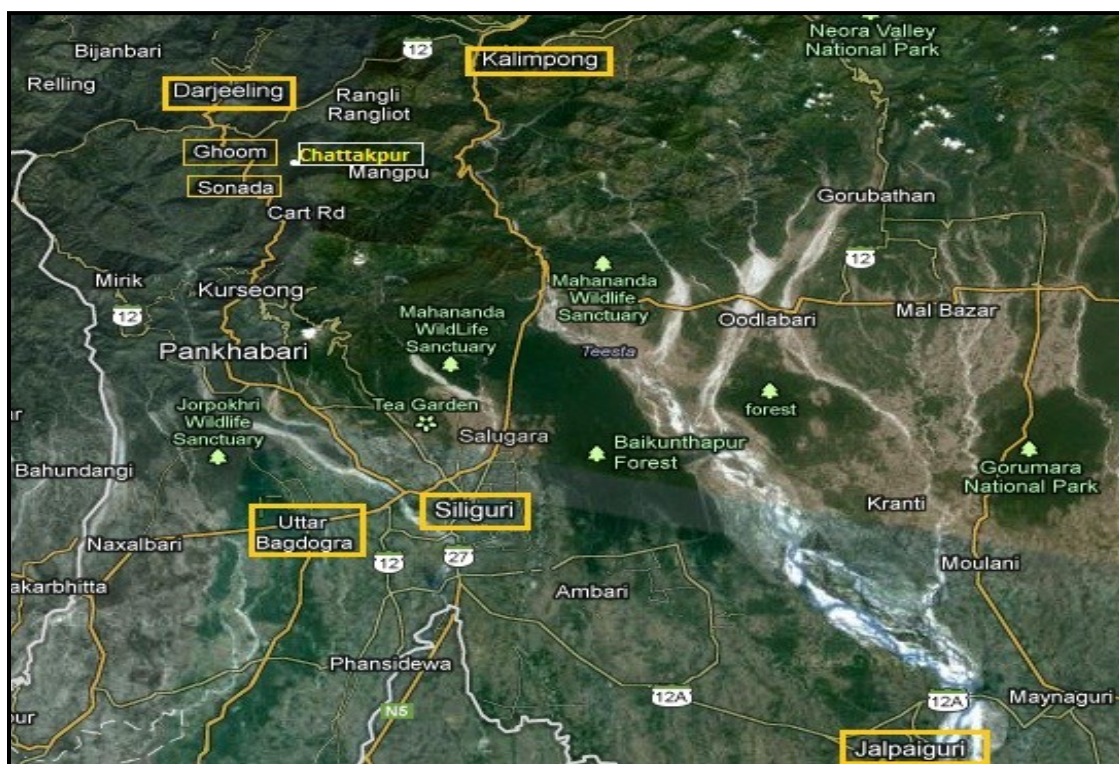 Bijanbari
12
Kalimpong
Neora Valley
National Park
Relling
Darjeeling
Rangli
Rangliot
Ghoom
Chattakpur
Mangpu
Sonada
Cart Rd
Gorubathan
12
Mirik
Kurseong
Mahananda
Wildlife
Sanctuary
12
Mahananda
WildLife
Sanctuary
Oodlabari
Mal Bazar
Pankhabari
Teesta
Jorpokhri
Wildlife
Sanctuary
Tea Garden
forest
Salugara
Baikunthapur
Forest
Bahundangi
Gorumara
National Park
Siliguri
Kranti
Uttar
Bagdogra
Naxalbari
12
27
Moulani
akarbhitta
Ambari
Phansidewa
12A
12A
Maynaguri
N5
Jalpaiguri